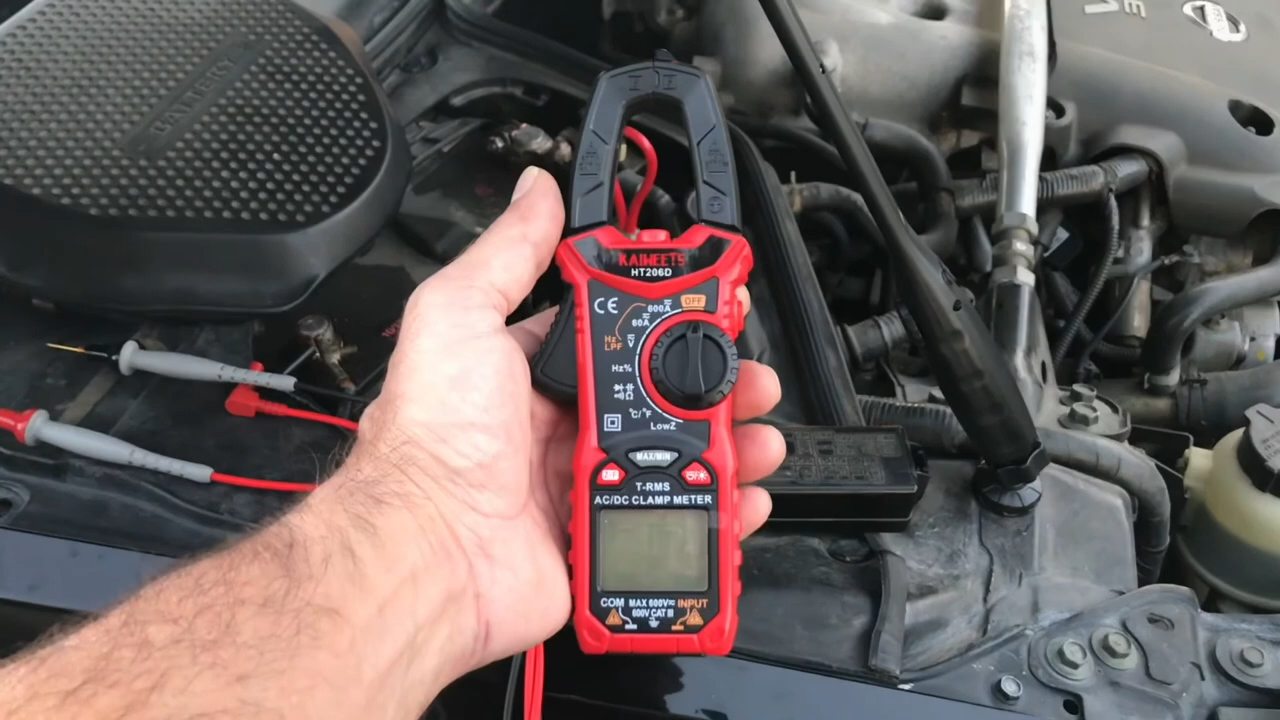 BATTERY
KAIWEETS
HT206D
CE
OFF
600A
60A
V
Hz
LPF
Hz%
Ω
℃/℉
LowZ
MAX/MIN
T-RMS
AC/DC CLAMP METER
COM
MAX 600V
INPUT
600V CAT III